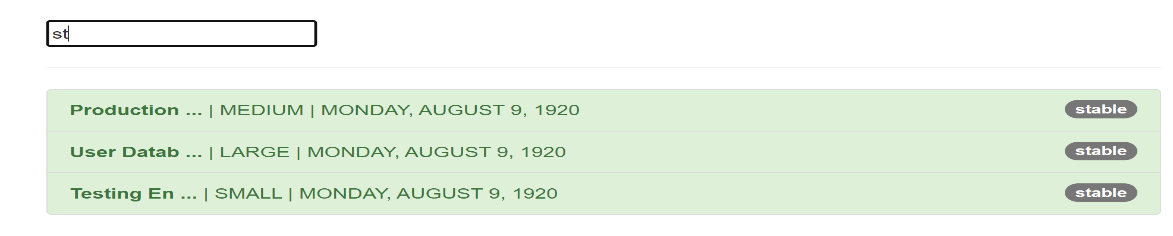 st
Production ... | MEDIUM | MONDAY, AUGUST 9, 1920 stable
User Datab ... | LARGE | MONDAY, AUGUST 9, 1920 stable
Testing En ... | SMALL | MONDAY, AUGUST 9, 1920 stable